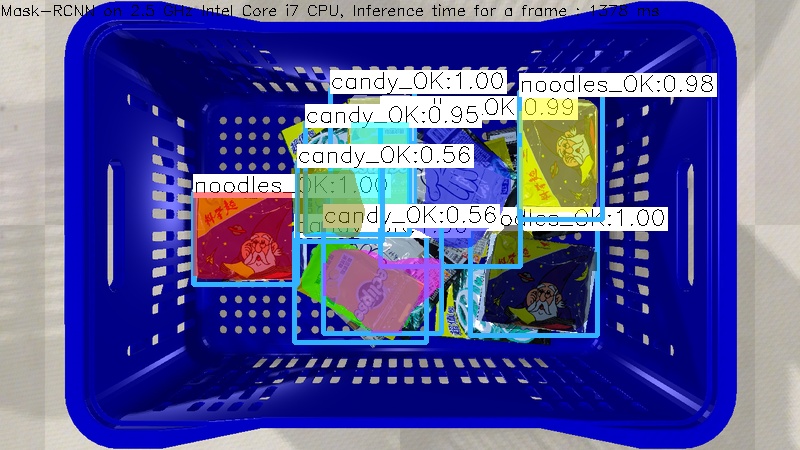 Mask-RCNN on 2.5 GHz Intel Core i7 CPU, Inference time for a frame : 1375 ms
candy_OK:1.00
noodles_OK:0.98
candy_OK:0.95
OK:0.99
candy_OK:0.56
noodles_OK:1.00
candy_OK:0.56
noodles_OK:1.00